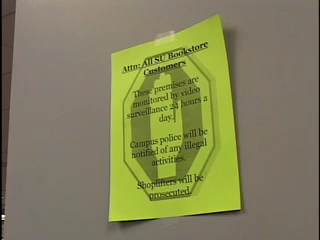 Attn: All SU Bookstore
Customers
These premises are
monitored by video
surveillance 24 hours a
day.
Campus police will be
notified of any illegal
activities.
Shoplifters will be
prosecuted.